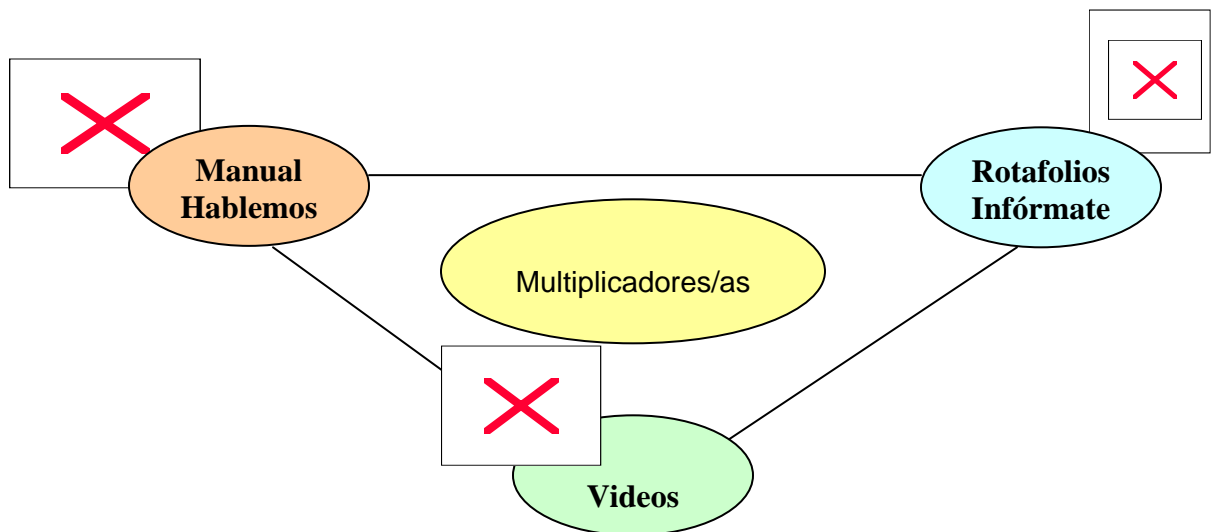 Manual
Hablemos
Rotafolios
Infórmate
Multiplicadores/as
Videos